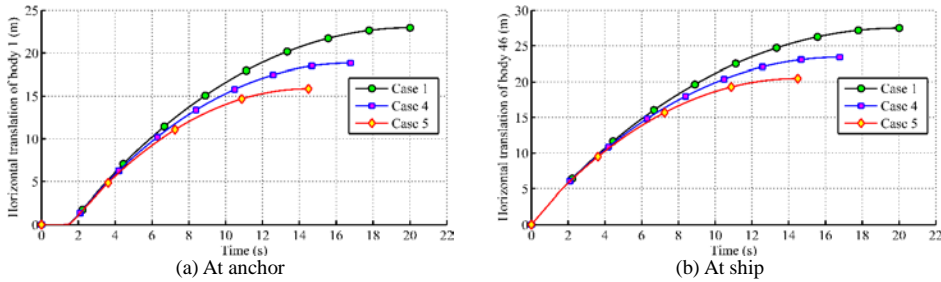 25
20
15
10
5
0
Horizontal translation of body 1 (m)
Case 1
Case 4
Case 5
0 2 4 6 8 10 12 14 16 18 20 22
Time (s)
(a) At anchor
30
25
20
15
10
5
0
Horizontal translation of body 46 (m)
Case 1
Case 4
Case 5
0 2 4 6 8 10 12 14 16 18 20 22
Time (s)
(b) At ship